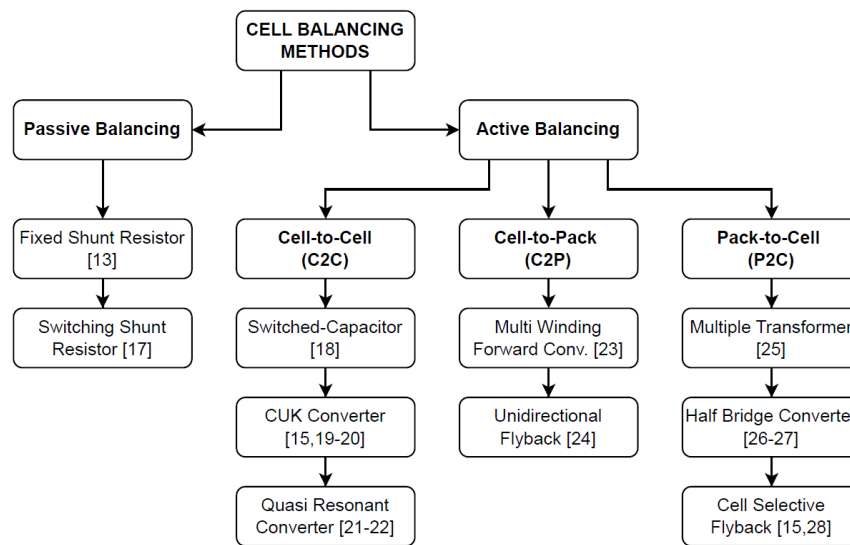 CELL BALANCING
METHODS
Passive Balancing
Active Balancing
Fixed Shunt Resistor
[13]
Cell-to-Cell
(C2C)
Cell-to-Pack
(C2P)
Pack-to-Cell
(P2C)
Switching Shunt
Resistor [17]
Switched-Capacitor
[18]
Multi Winding
Forward Conv. [23]
Multiple Transformer
[25]
CUK Converter
[15,19-20]
Unidirectional
Flyback [24]
Half Bridge Converter
[26-27]
Quasi Resonant
Converter [21-22]
Cell Selective
Flyback [15,28]